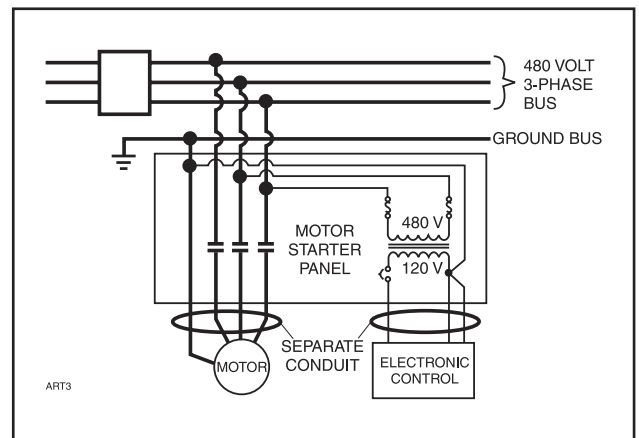 480 VOLT
3-PHASE
BUS
GROUND BUS
MOTOR
STARTER
PANEL
480 V
120 V
SEPARATE
CONDUIT
MOTOR
ELECTRONIC
CONTROL
ART3